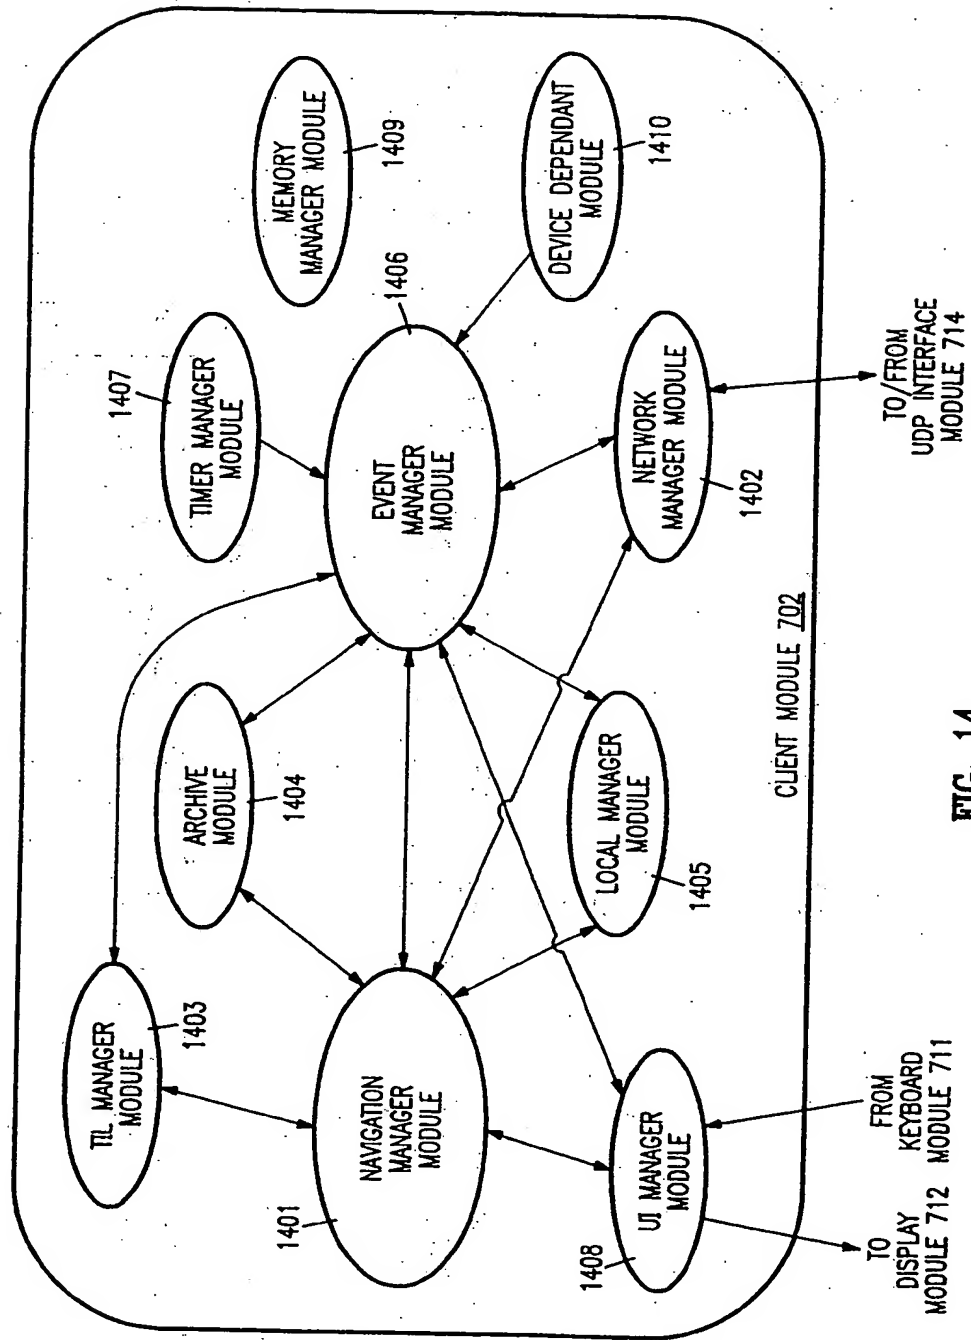 TIL MANAGER
MODULE
1403
ARCHIVE
MODULE
1404
TIMER MANAGER
MODULE
1407
MEMORY
MANAGER MODULE
1409
NAVIGATION
MANAGER
MODULE
1401
EVENT
MANAGER
MODULE
1406
UI MANAGER
MODULE
1408
LOCAL MANAGER
MODULE
1405
NETWORK
MANAGER MODULE
1402
DEVICE DEPENDANT
MODULE
1410
CLIENT MODULE 702
TO
DISPLAY
MODULE 712
FROM
KEYBOARD
MODULE 711
TO/FROM
UDP INTERFACE
MODULE 714
FIG. 14